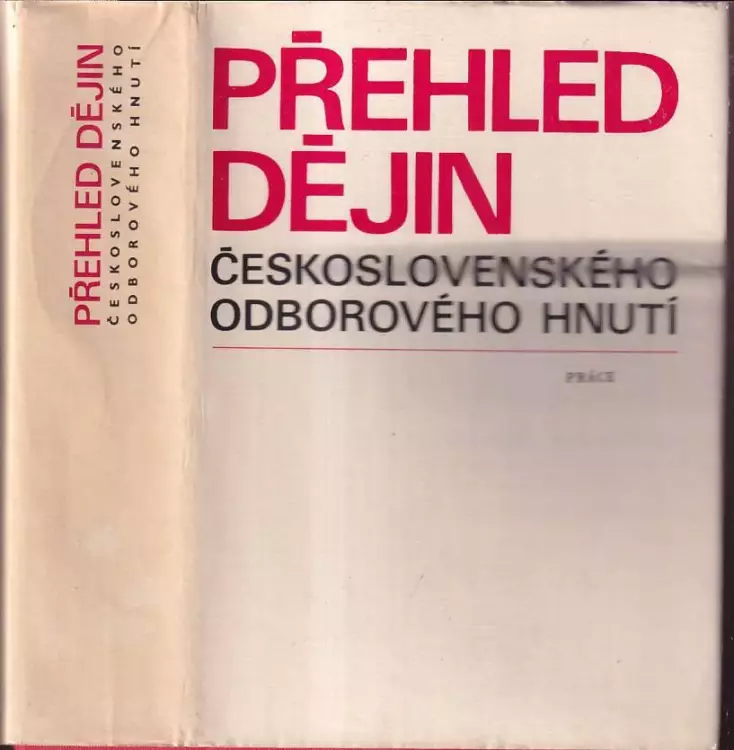 PŘEHLED DĚJIN
ČESKOSLOVENSKÉHO
ODBOROVÉHO HNUTÍ
PŘEHLED
DĚJIN
ČESKOSLOVENSKÉHO
ODBOROVÉHO HNUTÍ
PRÁCE